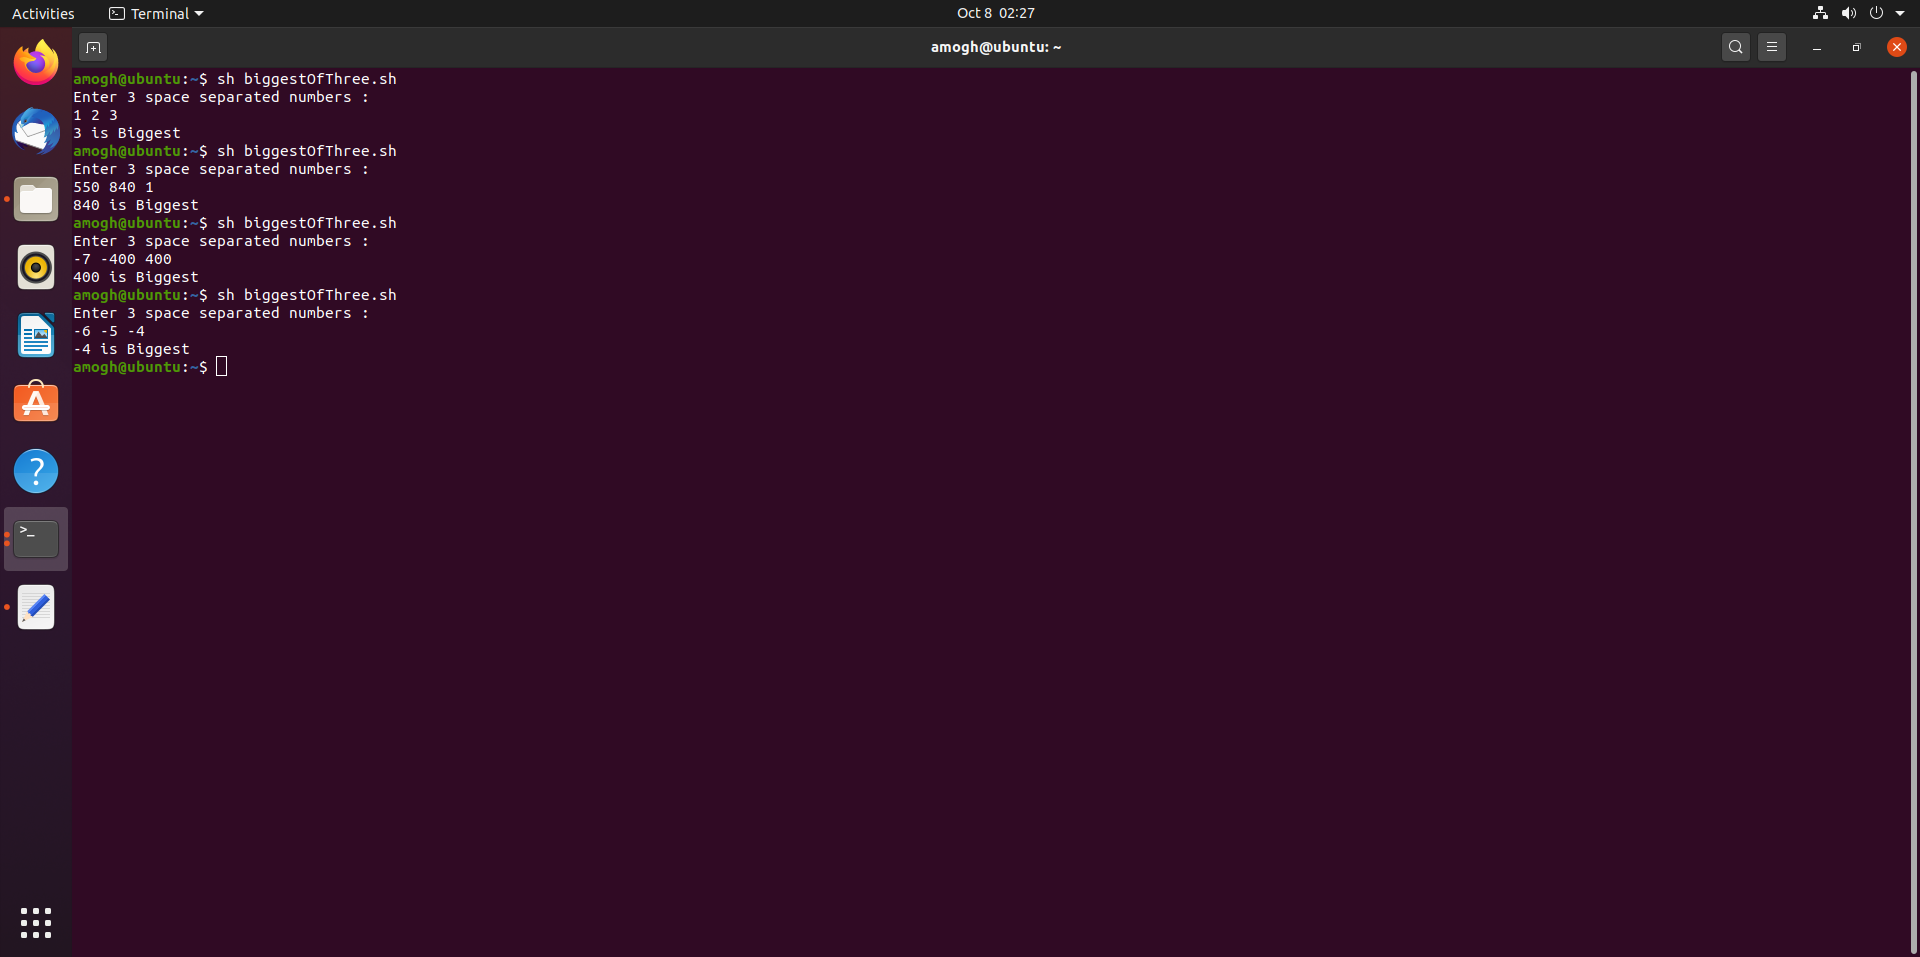 Activities
Terminal
Oct 8 02:27
amogh@ubuntu: ~
amogh@ubuntu:~$ sh biggestOfThree.sh
Enter 3 space separated numbers :
1 2 3
3 is Biggest
amogh@ubuntu:~$ sh biggestOfThree.sh
Enter 3 space separated numbers :
550 840 1
840 is Biggest
amogh@ubuntu:~$ sh biggestOfThree.sh
Enter 3 space separated numbers :
-7 -400 400
400 is Biggest
amogh@ubuntu:~$ sh biggestOfThree.sh
Enter 3 space separated numbers :
-6 -5 -4
-4 is Biggest
amogh@ubuntu:~$